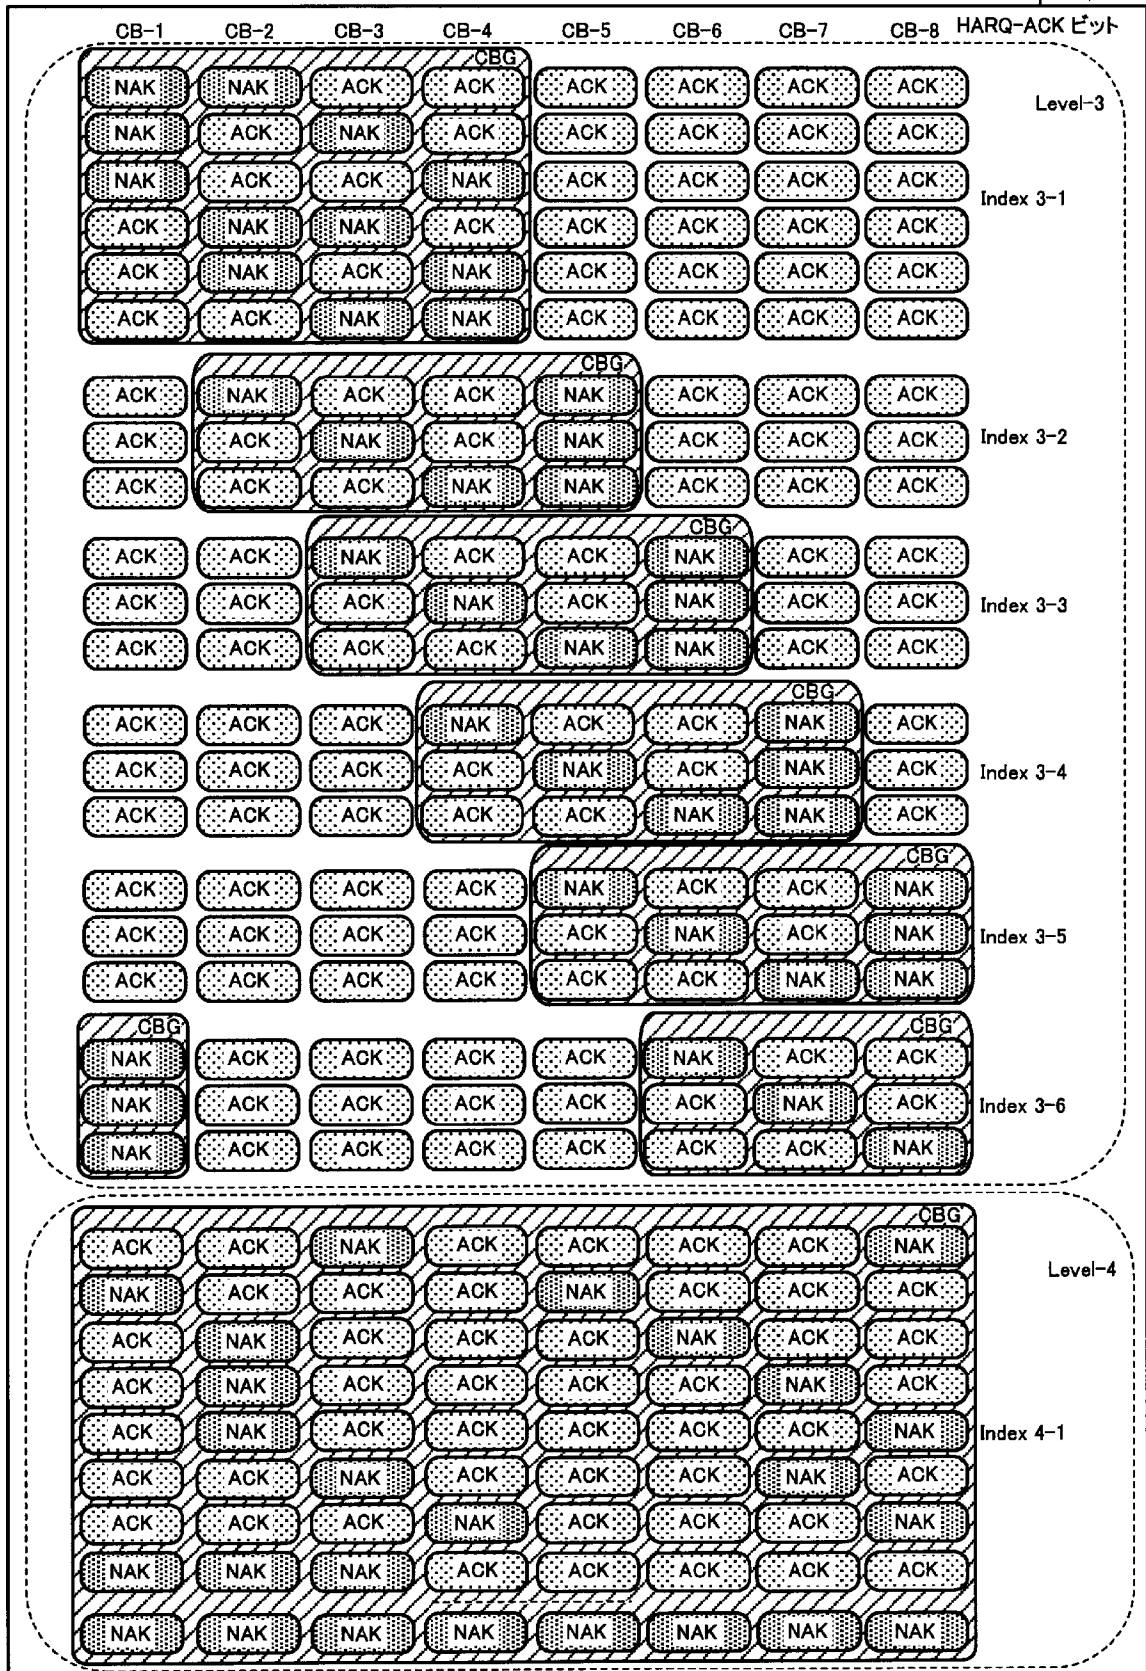 CB-1 CB-2 CB-3 CB-4 CB-5 CB-6 CB-7 CB-8 HARQ-ACK ビット
CBG
Level-3
NAK NAK ACK ACK ACK ACK ACK ACK
NAK ACK NAK ACK ACK ACK ACK ACK
NAK ACK ACK NAK ACK ACK ACK ACK
Index 3-1
ACK NAK NAK ACK ACK ACK ACK ACK
ACK NAK ACK NAK ACK ACK ACK ACK
ACK ACK NAK NAK ACK ACK ACK ACK
CBG
ACK NAK ACK ACK NAK ACK ACK ACK
ACK ACK NAK ACK NAK ACK ACK ACK Index 3-2
ACK ACK ACK NAK NAK ACK ACK ACK
CBG
ACK ACK NAK ACK ACK NAK ACK ACK
ACK ACK ACK NAK ACK NAK ACK ACK Index 3-3
ACK ACK ACK ACK NAK NAK ACK ACK
CBG
ACK ACK ACK NAK ACK ACK NAK ACK
ACK ACK ACK ACK NAK ACK NAK ACK Index 3-4
ACK ACK ACK ACK ACK NAK NAK ACK
CBG
ACK ACK ACK ACK NAK ACK ACK NAK
ACK ACK ACK ACK ACK NAK ACK NAK Index 3-5
ACK ACK ACK ACK ACK ACK NAK NAK
CBG CBG
NAK ACK ACK ACK ACK NAK ACK ACK
NAK ACK ACK ACK ACK ACK NAK ACK Index 3-6
NAK ACK ACK ACK ACK ACK ACK NAK
CBG
ACK ACK NAK ACK ACK ACK ACK NAK
Level-4
NAK ACK ACK ACK NAK ACK ACK ACK
ACK NAK ACK ACK ACK NAK ACK ACK
ACK NAK ACK ACK ACK ACK NAK ACK
ACK NAK ACK ACK ACK ACK ACK NAK Index 4-1
ACK ACK NAK ACK ACK ACK NAK ACK
ACK ACK ACK NAK ACK ACK ACK NAK
NAK NAK NAK ACK ACK ACK ACK ACK
NAK NAK NAK NAK NAK NAK NAK NAK